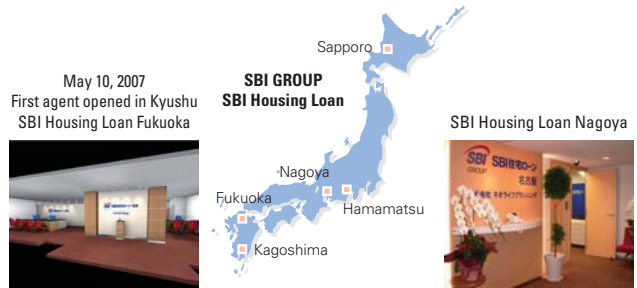 May 10, 2007
First agent opened in Kyushu
SBI Housing Loan Fukuoka
SBI GROUP
SBI Housing Loan
Sapporo
Nagoya
Fukuoka
Hamamatsu
Kagoshima
SBI Housing Loan Nagoya
SBI SBI住宅ローン
GROUP
名古屋